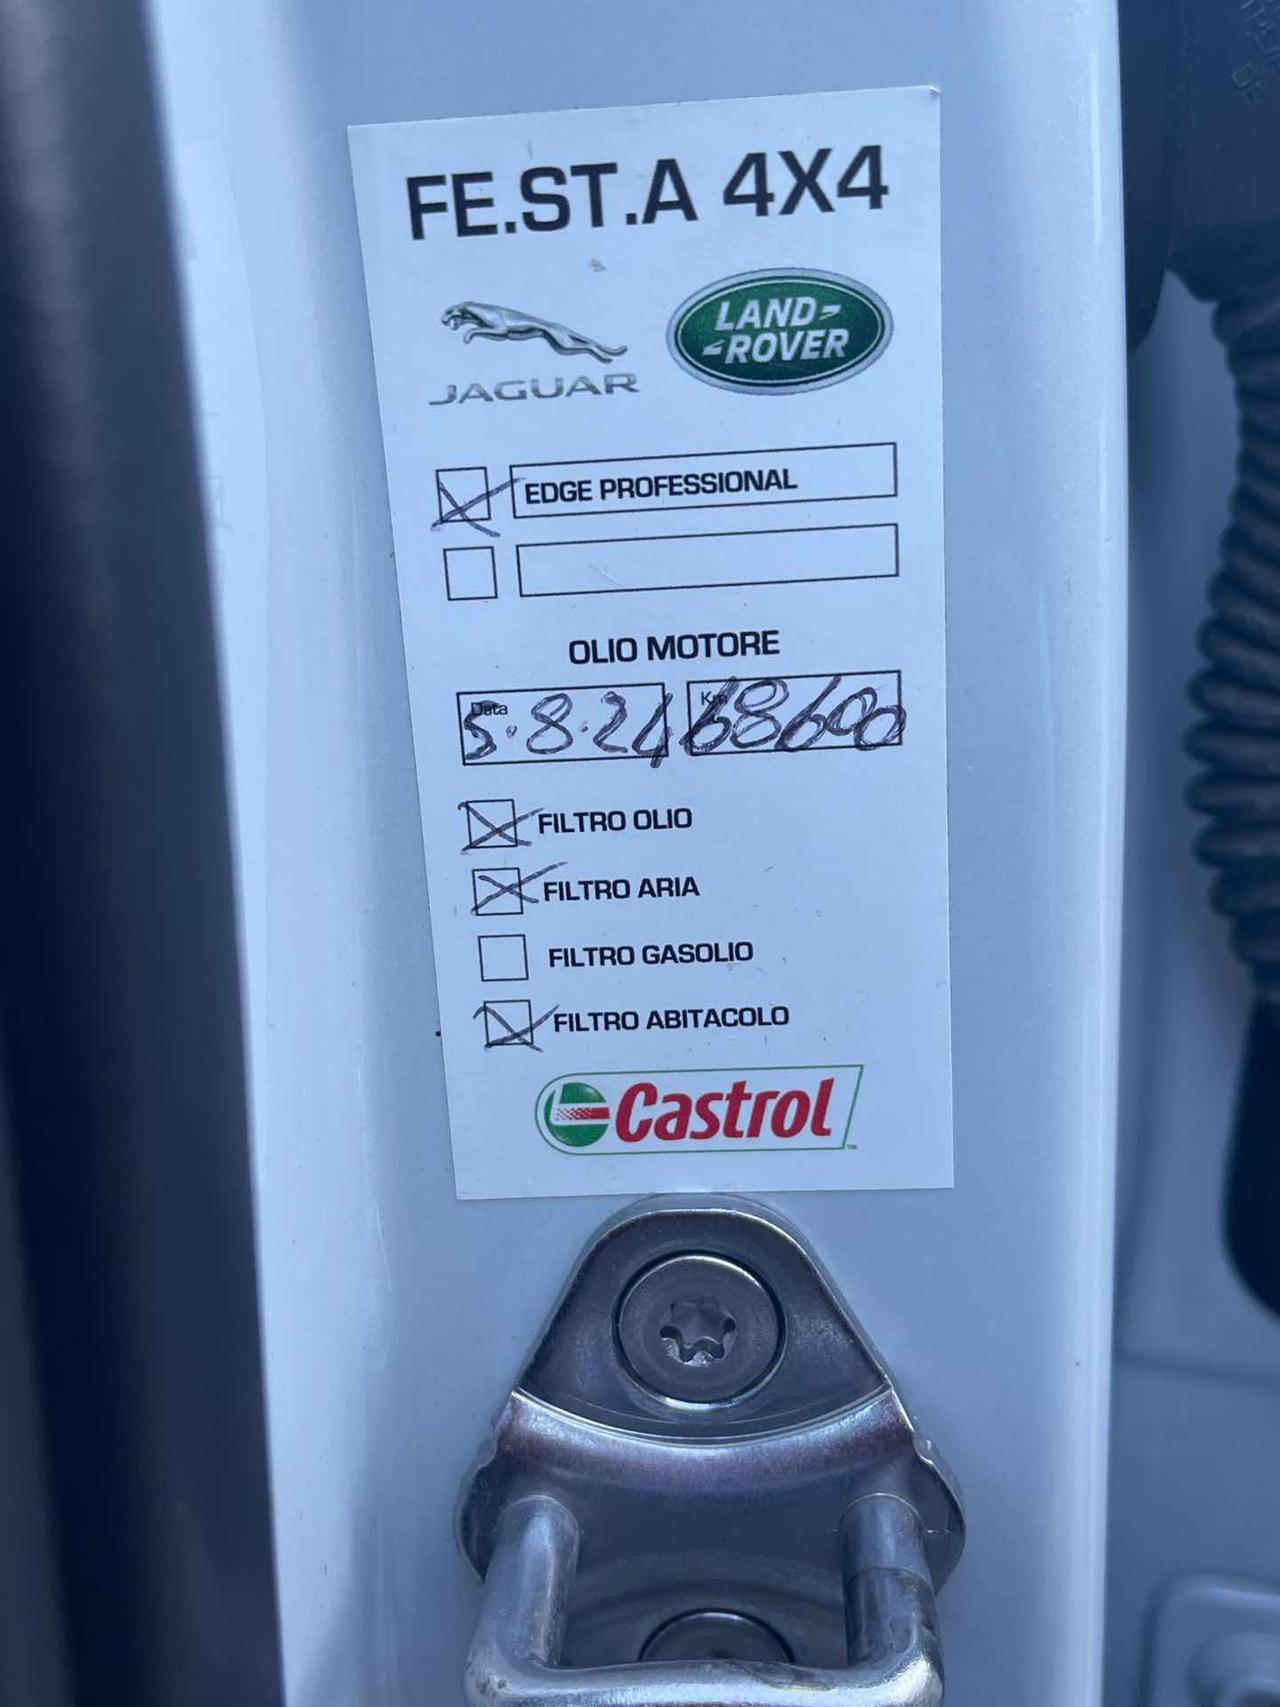 FE.ST.A 4X4
JAGUAR
LAND-
-ROVER
EDGE PROFESSIONAL
OLIO MOTORE
Data 5.8.24 Km 68600
FILTRO OLIO
FILTRO ARIA
FILTRO GASOLIO
FILTRO ABITACOLO
Castrol